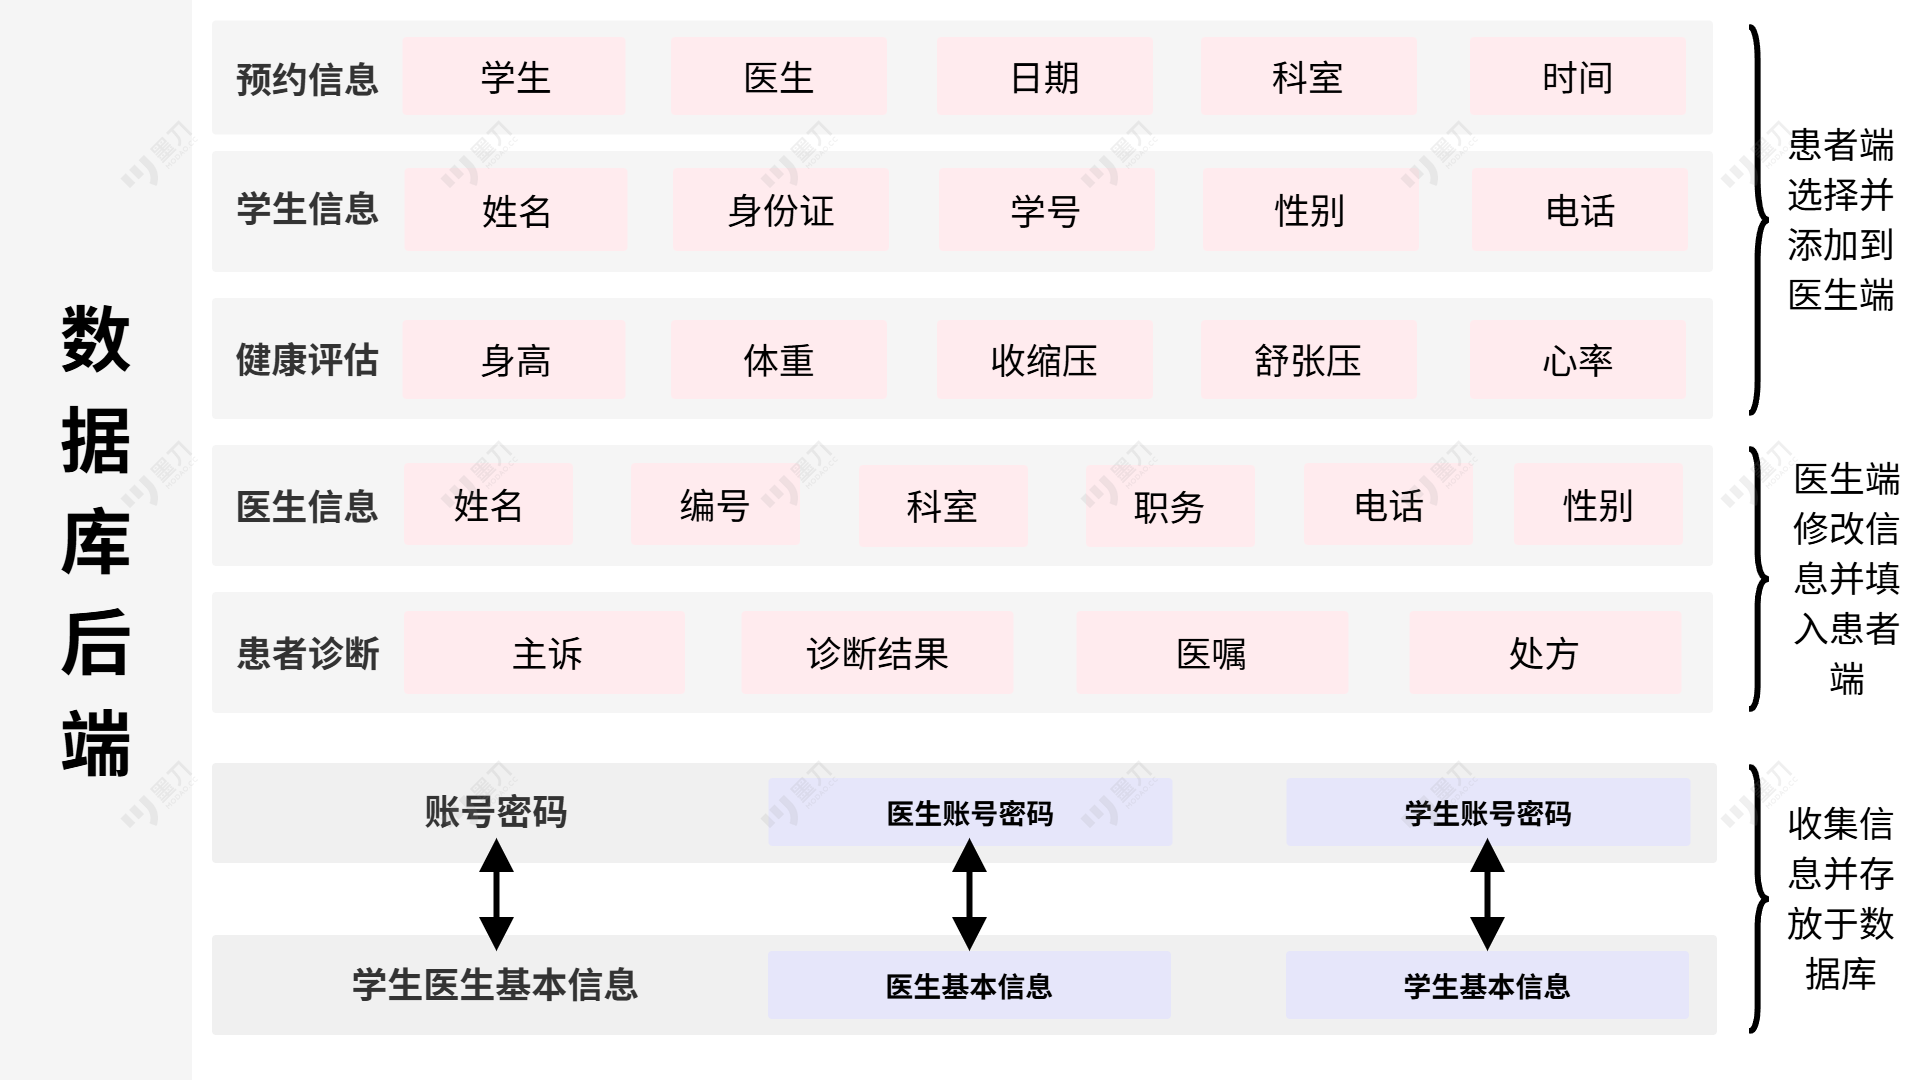 数
据
库
后
端
预约信息 学生 医生 日期 科室 时间
学生信息 姓名 身份证 学号 性别 电话
健康评估 身高 体重 收缩压 舒张压 心率
患者端
选择并
添加到
医生端
医生信息 姓名 编号 科室 职务 电话 性别
患者诊断 主诉 诊断结果 医嘱 处方
医生端
修改信
息并填
入患者
端
账号密码 医生账号密码 学生账号密码
学生医生基本信息 医生基本信息 学生基本信息
收集信
息并存
放于数
据库
墨刀
MODAO.CC